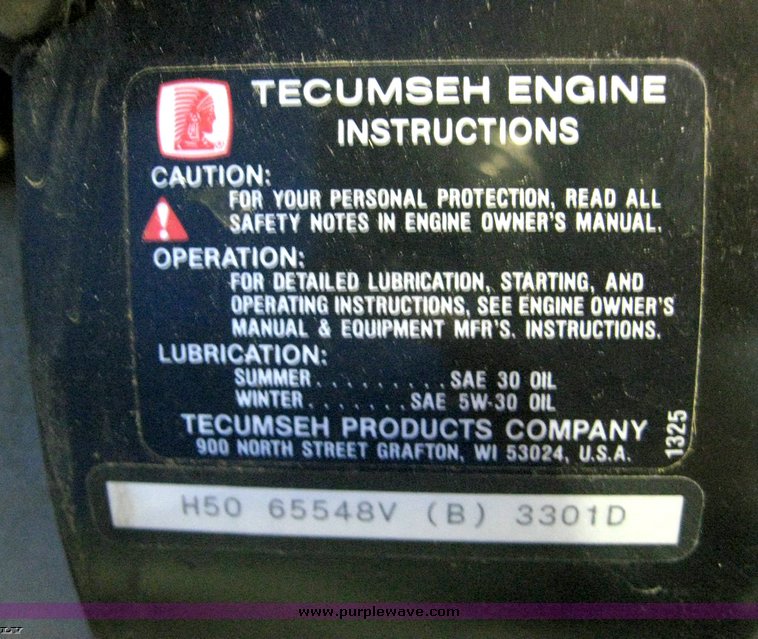 TECUMSEH ENGINE
INSTRUCTIONS
CAUTION:
FOR YOUR PERSONAL PROTECTION, READ ALL
SAFETY NOTES IN ENGINE OWNER'S MANUAL.
OPERATION:
FOR DETAILED LUBRICATION, STARTING, AND
OPERATING INSTRUCTIONS, SEE ENGINE OWNER'S
MANUAL & EQUIPMENT MFR'S. INSTRUCTIONS.
LUBRICATION:
SUMMER.........SAE 30 OIL
WINTER.......SAE 5W-30 OIL
TECUMSEH PRODUCTS COMPANY
900 NORTH STREET GRAFTON, WI 53024, U.S.A.
1325
H50 65548V (B) 3301D
www.purplewave.com